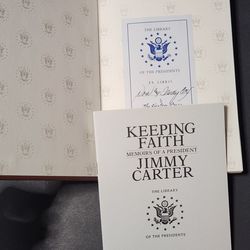 THE LIBRARY
OF THE PRESIDENTS
EX LIBRIS
KEEPING
FAITH
MEMOIRS OF A PRESIDENT
JIMMY
CARTER
THE LIBRARY
OF THE PRESIDENTS